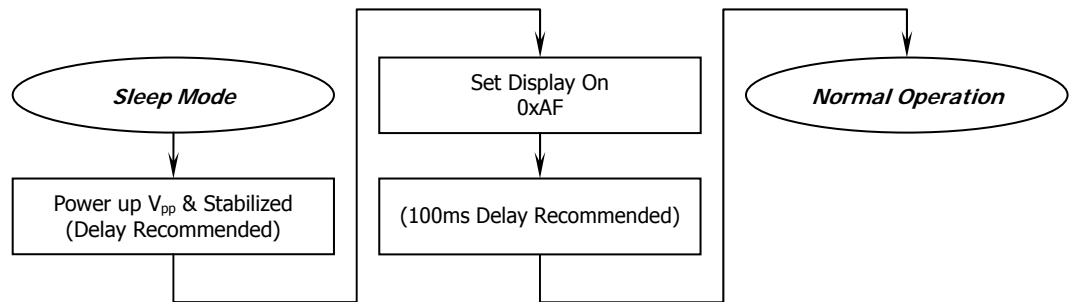 Sleep Mode
Power up Vpp & Stabilized
(Delay Recommended)
Set Display On
0xAF
(100ms Delay Recommended)
Normal Operation